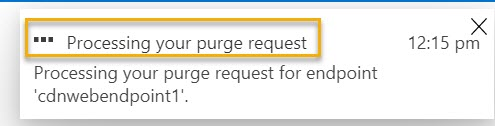 Processing your purge request 12:15 pm
Processing your purge request for endpoint
'cdnwebendpoint1'.